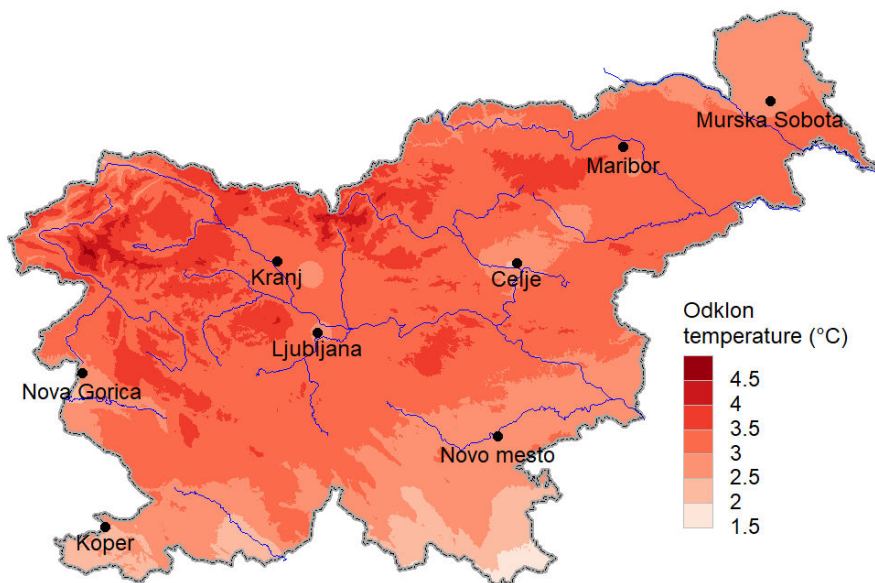 Murska Sobota
Maribor
Kranj
Celje
Ljubljana
Nova Gorica
Novo mesto
Koper
Odklon
temperature (°C)
4.5
4
3.5
3
2.5
2
1.5